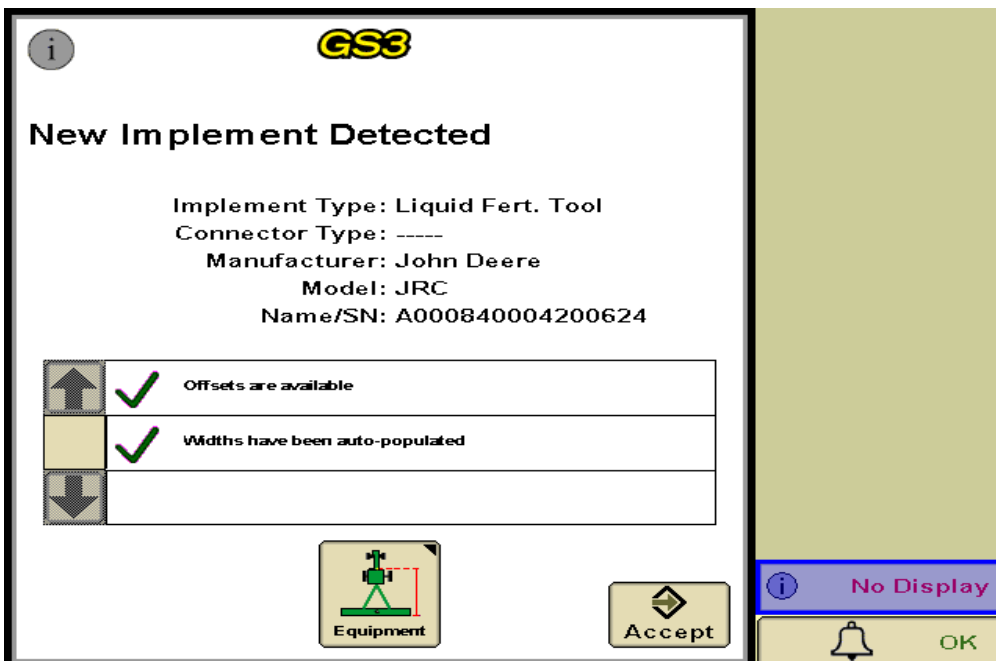 i
GS3
New Implement Detected
Implement Type: Liquid Fert. Tool
Connector Type: -----
Manufacturer: John Deere
Model: JRC
Name/SN: A000840004200624
Offsets are available
Widths have been auto-populated
Equipment
Accept
i No Display
OK